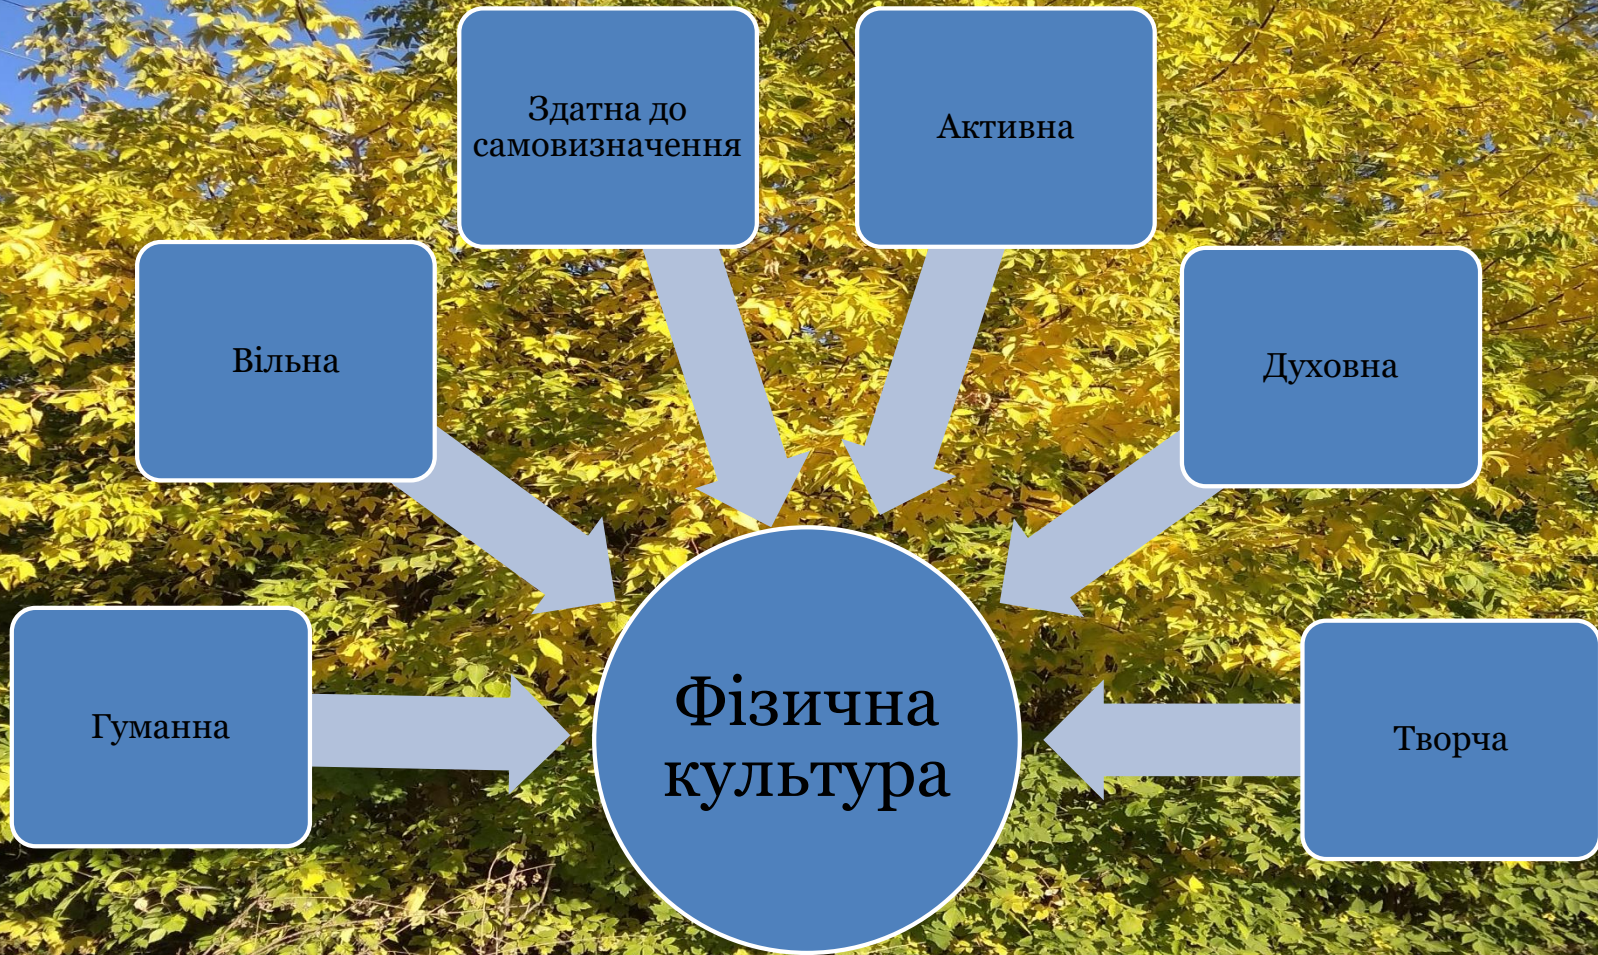 Здатна до
самовизначення
Активна
Вільна
Духовна
Гуманна
Творча
Фізична
культура